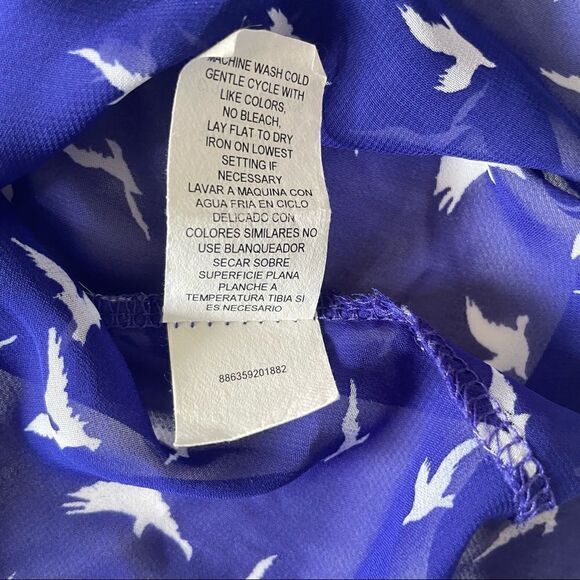 MACHINE WASH COLD
GENTLE CYCLE WITH
LIKE COLORS,
NO BLEACH,
LAY FLAT TO DRY
IRON ON LOWEST
SETTING IF
NECESSARY
LAVAR A MAQUINA CON
AGUA FRIA EN CICLO
DELICADO CON
COLORES SIMILARES NO
USE BLANQUEADOR
SECAR SOBRE
SUPERFICIE PLANA
PLANCHE A
TEMPERATURA TIBIA SI
ES NECESARIO
886359201882